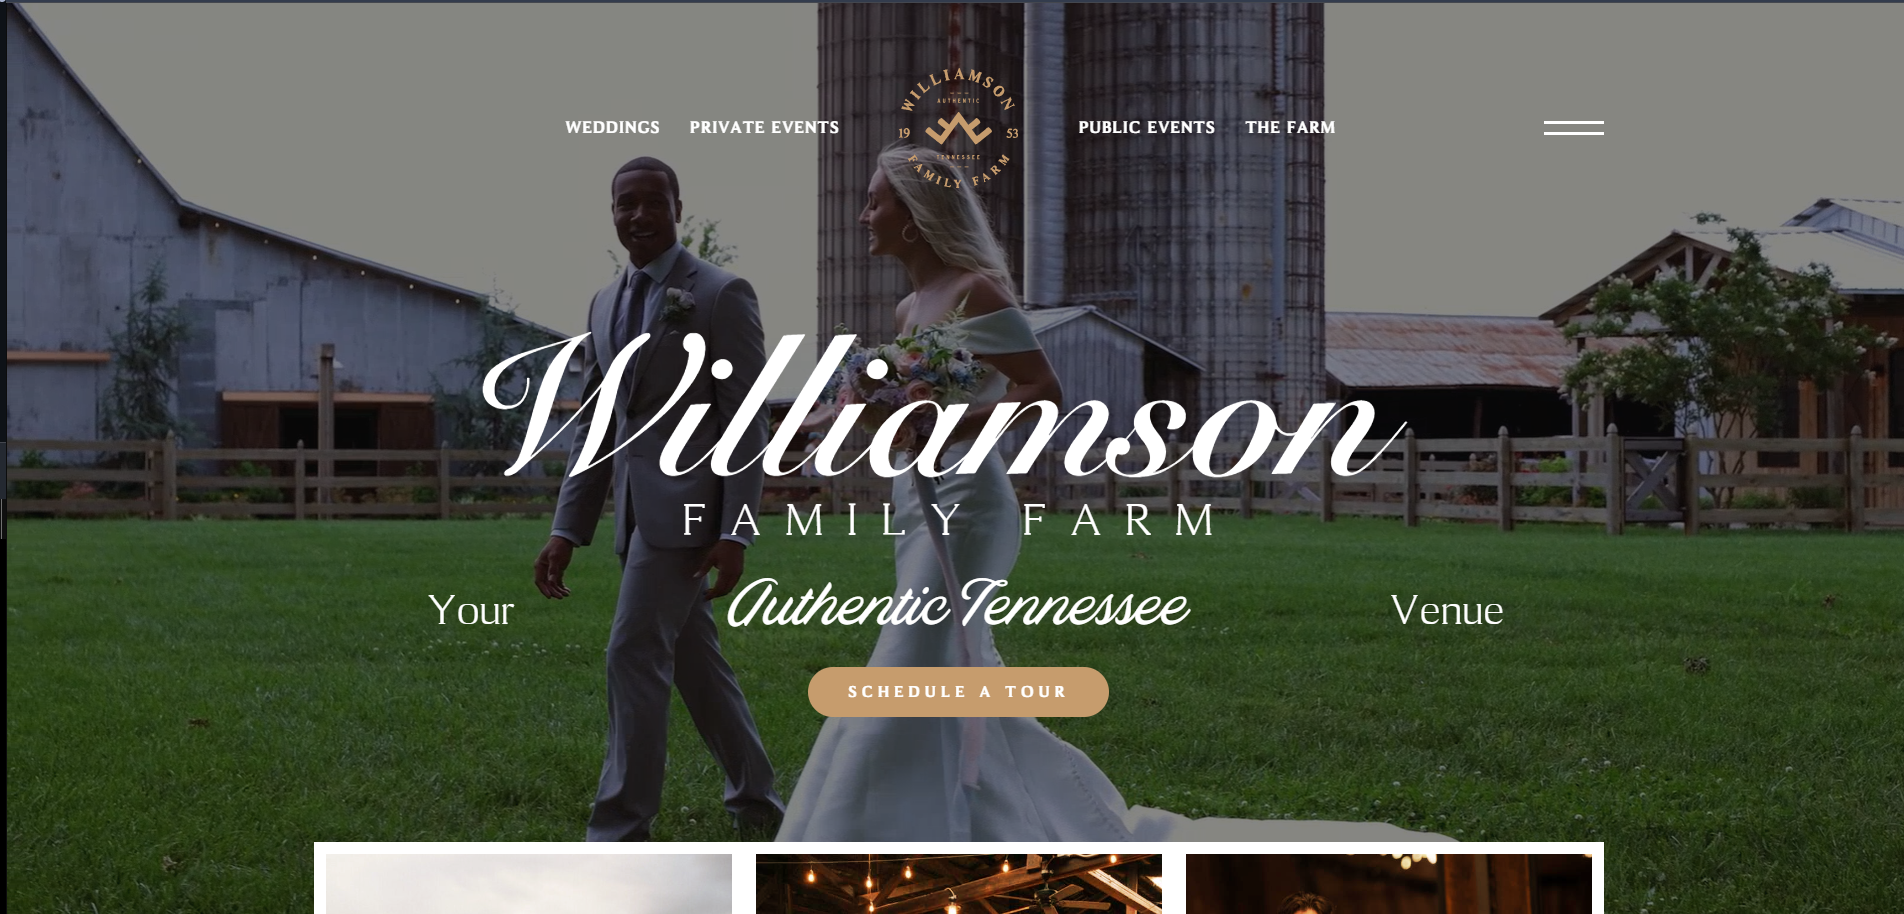 WEDDINGS PRIVATE EVENTS
WILLIAMSON
AUTHENTIC
19 53
TENNESSEE
FAMILY FARM
PUBLIC EVENTS THE FARM
Williamson
FAMILY FARM
Your Authentic Tennessee Venue
SCHEDULE A TOUR